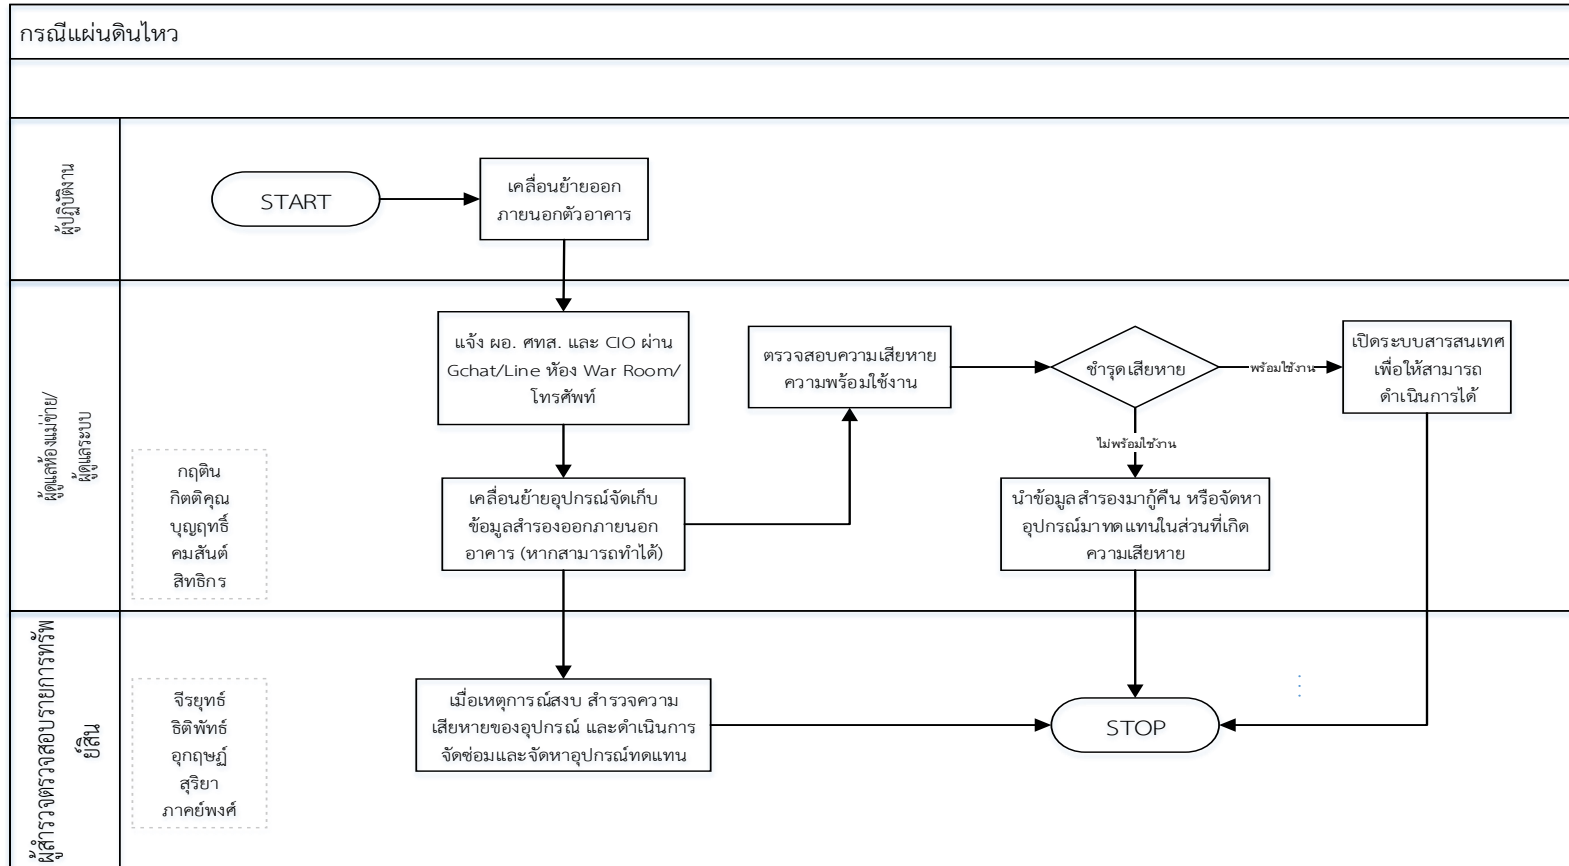 กรณีแผ่นดินไหว
ผู้ปฏิบัติงาน
START
เคลื่อนย้ายออก
ภายนอกตัวอาคาร
ผู้ดูแลห้องแม่ข่าย/
ผู้ดูแลระบบ
กฤติน
กิตติคุณ
บุญฤทธิ์
คมสันต์
สิทธิกร
แจ้ง ผอ. ศทส. และ CIO ผ่าน
Gchat/Line ห้อง War Room/
โทรศัพท์
เคลื่อนย้ายอุปกรณ์จัดเก็บ
ข้อมูลสำรองออกภายนอก
อาคาร (หากสามารถทำได้)
ตรวจสอบความเสียหาย
ความพร้อมใช้งาน
ชำรุดเสียหาย
พร้อมใช้งาน
เปิดระบบสารสนเทศ
เพื่อให้สามารถ
ดำเนินการได้
ไม่พร้อมใช้งาน
นำข้อมูลสำรองมากู้คืน หรือจัดหา
อุปกรณ์มาทดแทนในส่วนที่เกิด
ความเสียหาย
ผู้สำรวจตรวจสอบรายการทรัพ
ย์สิน
จีรยุทธ์
ธิติพัทธ์
อุกฤษฏ์
สุริยา
ภาคย์พงศ์
เมื่อเหตุการณ์สงบ สำรวจความ
เสียหายของอุปกรณ์ และดำเนินการ
จัดซ่อมและจัดหาอุปกรณ์ทดแทน
STOP